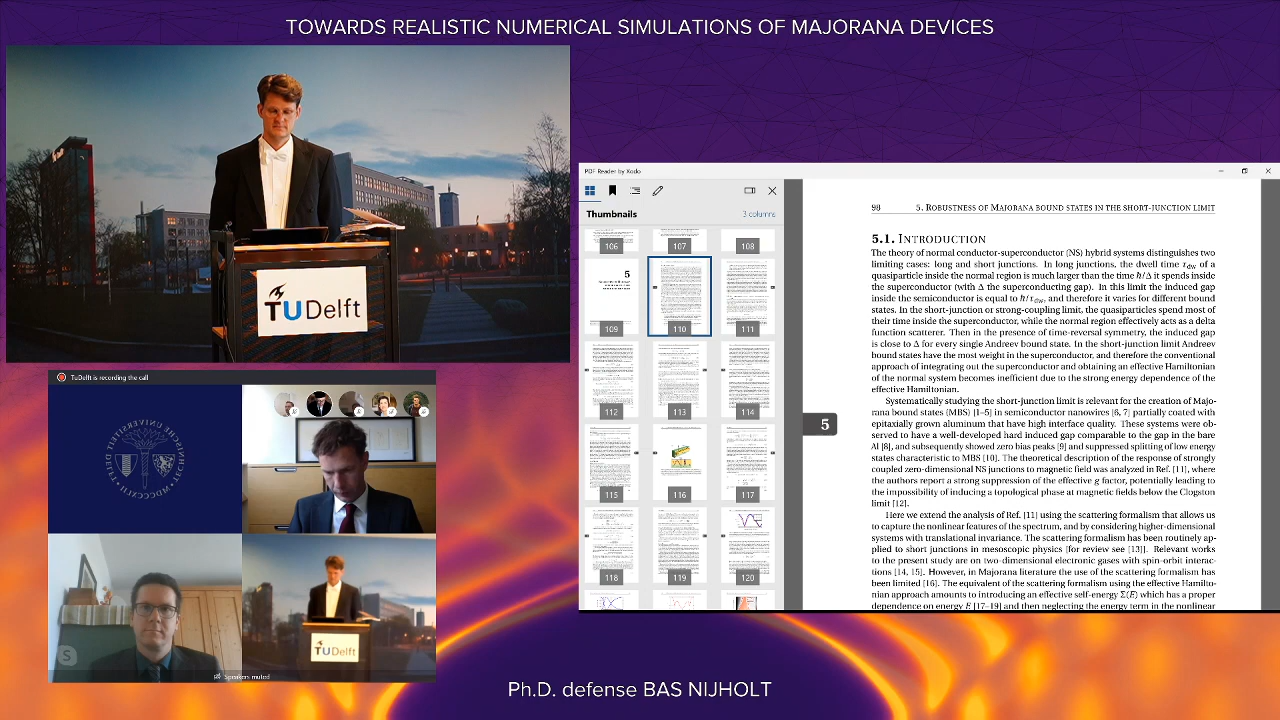 TOWARDS REALISTIC NUMERICAL SIMULATIONS OF MAJORANA DEVICES
TU Delft
TuDelft is recording the call
TU Delft
Speakers muted
PDF Reader by Xodo
Thumbnails
3 columns
106
107
108
5
109
110
111
112
113
114
115
116
117
118
119
120
5
98
5. ROBUSTNESS OF MAJORANA BOUND STATES IN THE SHORT-JUNCTION LIMIT
5.1. INTRODUCTION
The theory of normal conductor-superconductor (NS) hybrid systems distinguishes two
limiting cases: long and short junctions. In long junctions, the dwell time τdw of a
quasiparticle inside the normal region is much larger than the time ħ/Δ it spends inside
the superconductor (with Δ the superconducting gap). In this limit the induced gap
inside the semiconductor is equal to ħ/τdw, and therefore it varies for different bound
states. In the short-junction or strong-coupling limit, the quasiparticles spend most of
their time inside the superconductor, while the normal region effectively acts as a delta
function scatterer. Then in the presence of time-reversal symmetry, the induced gap
is close to Δ for every single Andreev bound state. In the short-junction limit Andreev
bound states have most weight in the superconductor, and therefore the conventional
method of integrating out the superconductor and obtaining an effective Hamiltonian
of the normal region becomes inefficient due to nonlinear energy dependence of the
effective Hamiltonian.
Systematically studying the short-junction limit is relevant for the creation of Majo-
rana bound states (MBS) [1–5] in semiconductor nanowires [6, 7] partially coated with
epitaxially grown aluminum that have a high interface quality. These systems were ob-
served to have a well-developed induced superconducting gap close to the gap in the bare
Al [8], and subsequently developed zero bias peaks and suppressed splitting of low-energy
states characteristic to MBS [10]. The theoretical description of the response of strongly
coupled zero-dimensional NS junctions to magnetic field was formalized in Ref. [11], where
the authors report a strong suppression of the effective g factor, potentially leading to
the impossibility of inducing a topological phase at magnetic fields below the Clogston
limit [12].
Here we extend the analysis of Ref. [11] by using the scattering formalism that allows us
to capture the nonlinear features of the spectrum, and by considering higher-dimensional
systems with translational invariance. The scattering formalism has been numerously ap-
plied to short junctions in mesoscopics (see for review Ref. [13]). Relevant works
to the present study are on two-dimensional electron gases with spin-orbit interac-
tions [14, 15]. However, in Majorana literature the use of the scattering formalism has
been limited [16]. The equivalent of the scattering formalism using the effective Hamilto-
nian approach amounts to introducing an effective self-energy Σ(E) which has a proper
dependence on energy E [17–19] and then neglecting the energy term in the nonlinear
Ph.D. defense BAS NIJHOLT